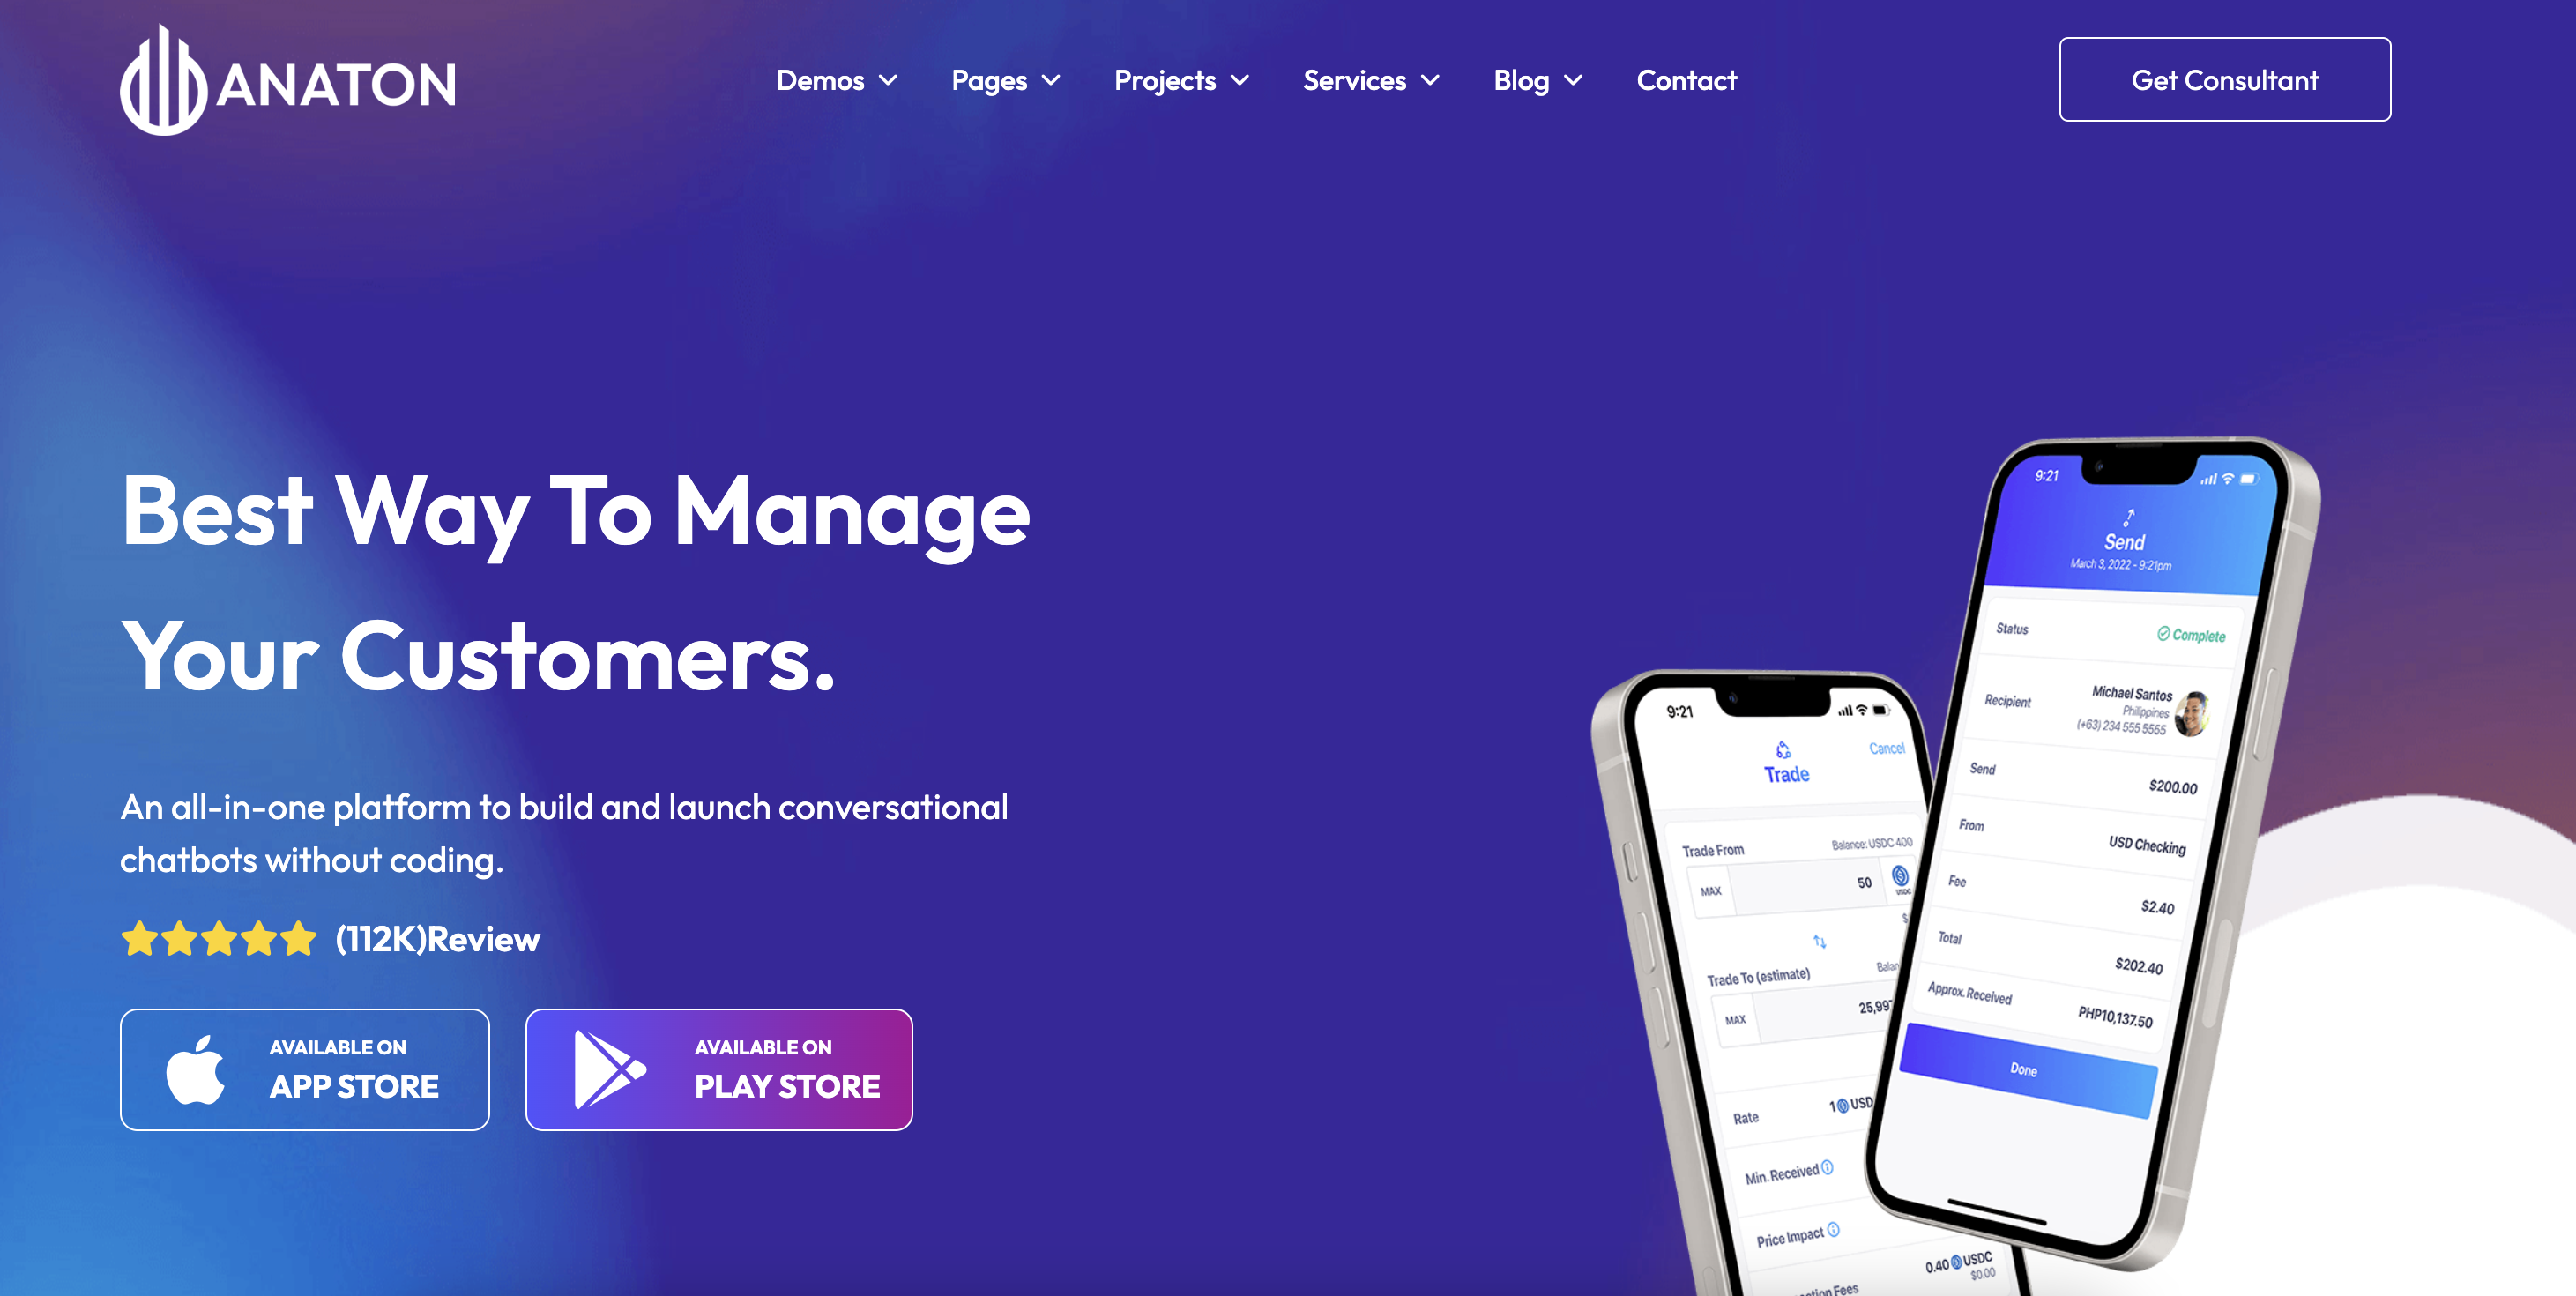 ANATON
Demos
Pages
Projects
Services
Blog
Contact
Get Consultant
Best Way To Manage
Your Customers.
An all-in-one platform to build and launch conversational
chatbots without coding.
(112K)Review
AVAILABLE ON
APP STORE
AVAILABLE ON
PLAY STORE
9:21
Trade
Cancel
Trade From
Balance: USDC 400
MAX
50
USDC
Trade To (estimate)
MAX
Rate
1 USD
Min. Received
Price Impact
0.40 USDC
$0.00
Fees
9:21
Send
March 3, 2022 - 9:21pm
Status
Complete
Recipient
Michael Santos
Philippines
(+63) 234 555 5555
Send
$200.00
From
USD Checking
Fee
$2.40
Total
$202.40
Approx. Received
PHP10,137.50
Done